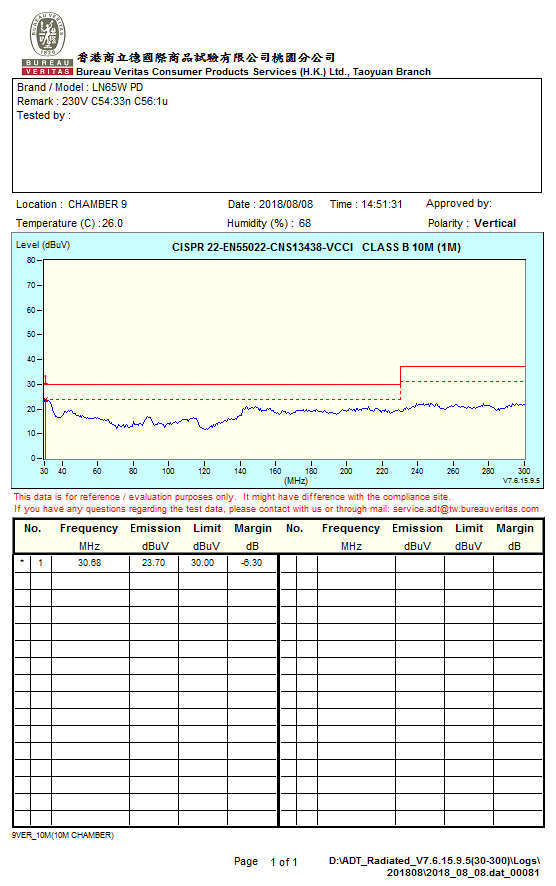 BUREAU VERITAS
1828
BUREAU
VERITAS
香港商立德國際商品試驗有限公司桃園分公司
Bureau Veritas Consumer Products Services (H.K.) Ltd., Taoyuan Branch
Brand / Model : LN65W PD
Remark : 230V C54:33n C56:1u
Tested by :
Location : CHAMBER 9 Date : 2018/08/08 Time : 14:51:31 Approved by:
Temperature (C) :26.0 Humidity (%) : 68 Polarity : Vertical
Level (dBuV) CISPR 22-EN55022-CNS13438-VCCI CLASS B 10M (1M)
80
70
60
50
40
1
30
20
10
0
30 40 60 80 100 120 140 160 180 200 220 240 260 280 300
(MHz) V7.6.15.9.5
This data is for reference / evaluation purposes only. It might have difference with the compliance site.
If you have any questions regarding the test data, please contact with us or through mail: service.adt@tw.bureauveritas.com
No. Frequency Emission Limit Margin No. Frequency Emission Limit Margin
MHz dBuV dBuV dB MHz dBuV dBuV dB
* 1 30.68 23.70 30.00 -6.30
9VER_10M(10M CHAMBER)
Page 1 of 1 D:\ADT_Radiated_V7.6.15.9.5(30-300)\Logs\
201808\2018_08_08.dat_00081